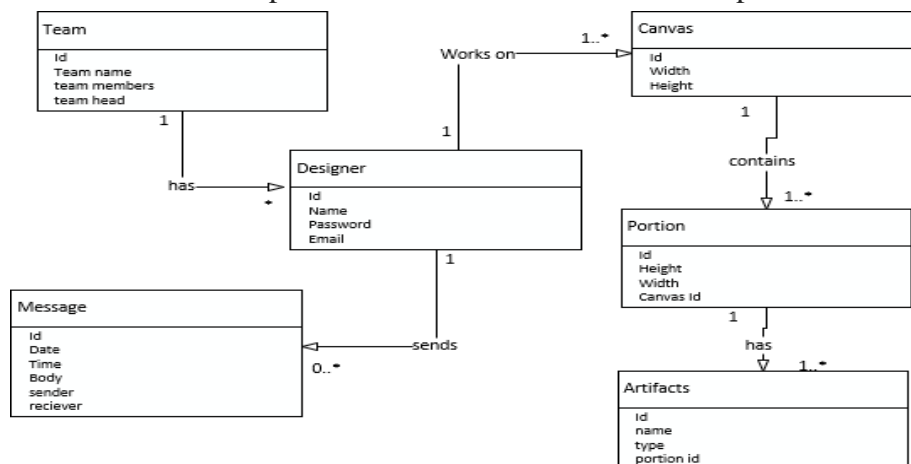 Team
Id
Team name
team members
team head
1
has
*
Designer
Id
Name
Password
Email
1
Works on
1..*
Canvas
Id
Width
Height
1
contains
1..*
Portion
Id
Height
Width
Canvas Id
1
has
1..*
Artifacts
Id
name
type
portion id
1
sends
0..*
Message
Id
Date
Time
Body
sender
reciever